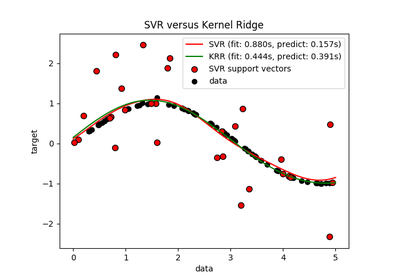 SVR versus Kernel Ridge
SVR (fit: 0.880s, predict: 0.157s)
KRR (fit: 0.444s, predict: 0.391s)
SVR support vectors
data
target
2
1
0
−1
−2
0
1
2
3
4
5
data